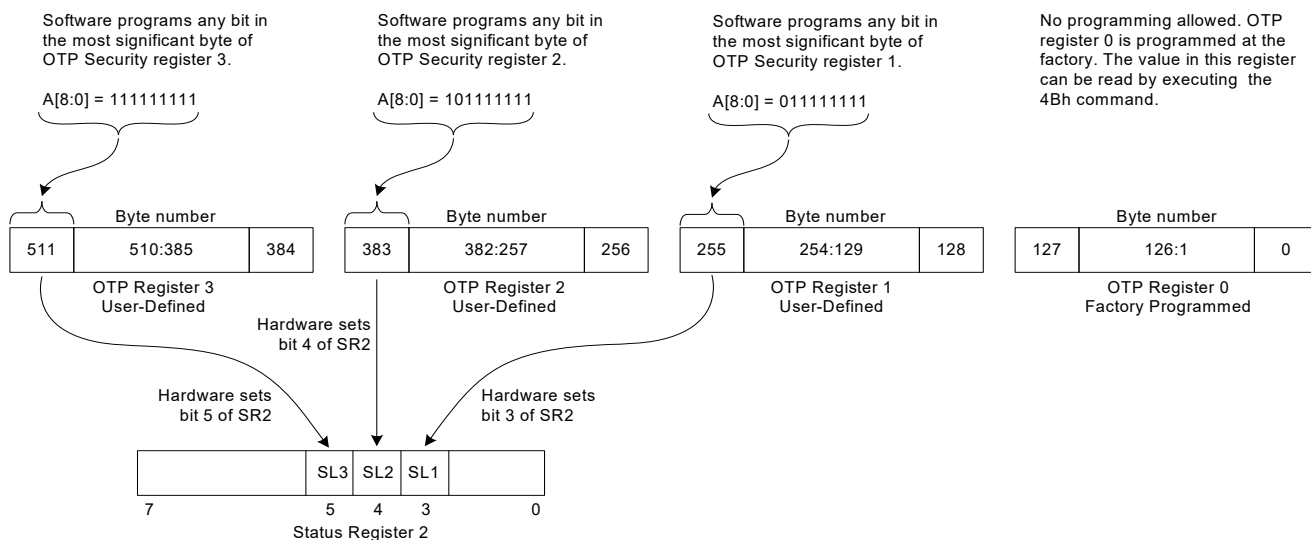 Software programs any bit in
the most significant byte of
OTP Security register 3.
A[8:0] = 111111111
Software programs any bit in
the most significant byte of
OTP Security register 2.
A[8:0] = 101111111
Software programs any bit in
the most significant byte of
OTP Security register 1.
A[8:0] = 011111111
No programming allowed. OTP
register 0 is programmed at the
factory. The value in this register
can be read by executing the
4Bh command.
Byte number
511 510:385 384
OTP Register 3
User-Defined
Byte number
383 382:257 256
OTP Register 2
User-Defined
Byte number
255 254:129 128
OTP Register 1
User-Defined
Byte number
127 126:1 0
OTP Register 0
Factory Programmed
Hardware sets
bit 4 of SR2
Hardware sets
bit 5 of SR2
Hardware sets
bit 3 of SR2
SL3 SL2 SL1
7 5 4 3 0
Status Register 2